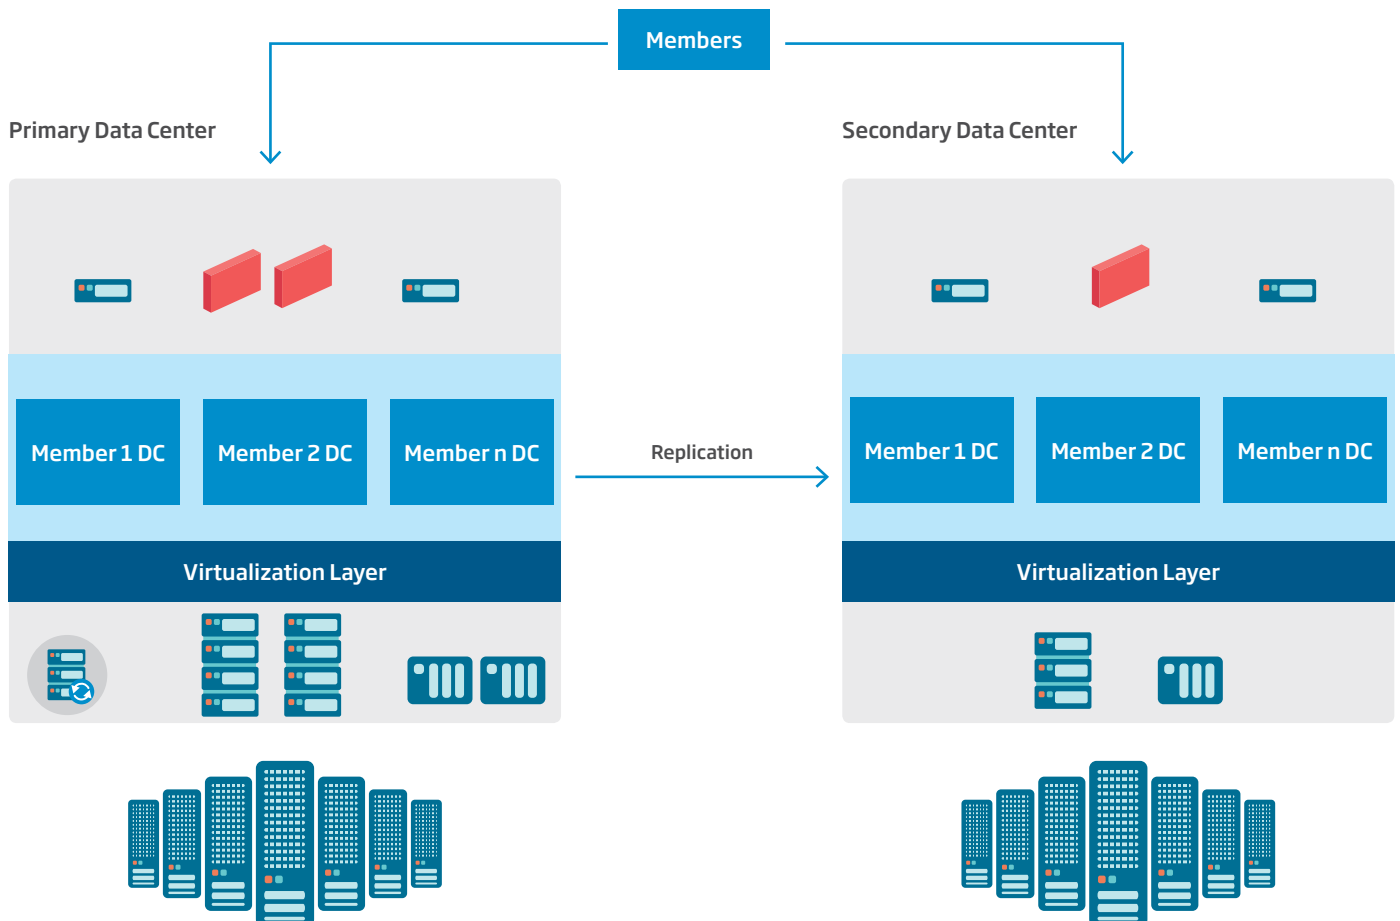 Members
Primary Data Center
Secondary Data Center
Member 1 DC
Member 2 DC
Member n DC
Replication
Member 1 DC
Member 2 DC
Member n DC
Virtualization Layer
Virtualization Layer